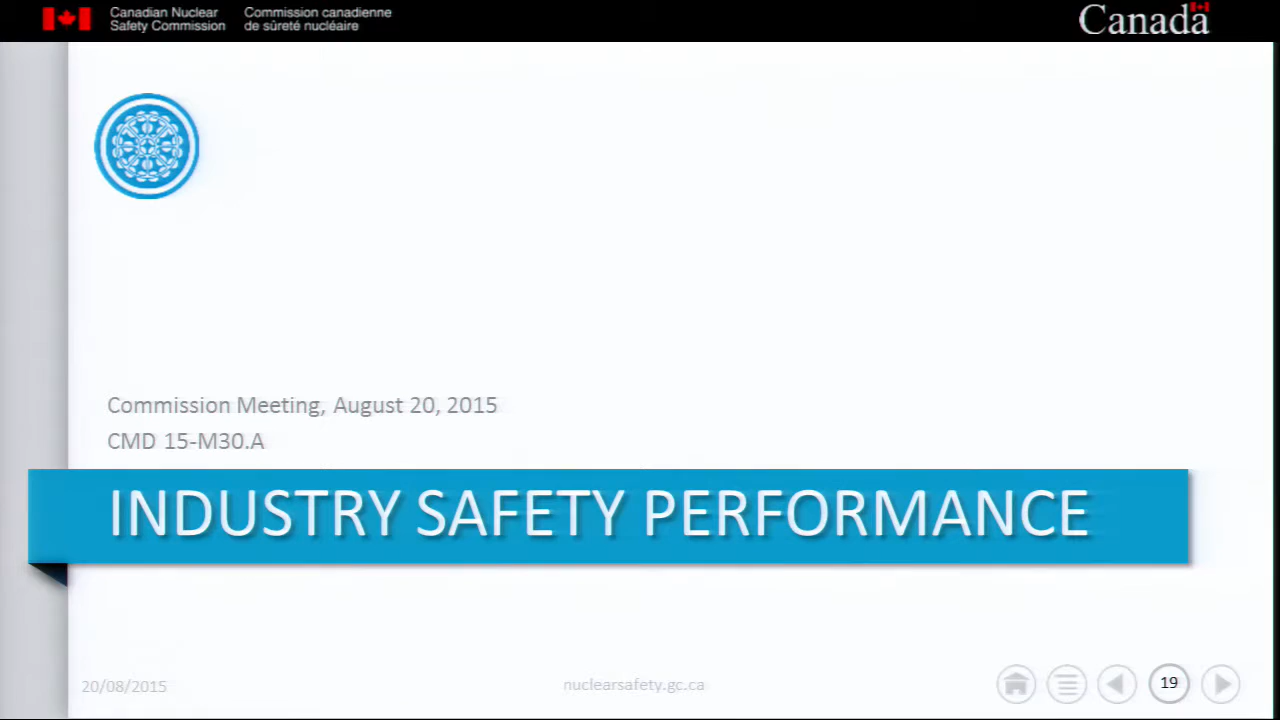 Canadian Nuclear
Safety Commission
Commission canadienne
de sûreté nucléaire
Canada
Commission Meeting, August 20, 2015
CMD 15-M30.A
INDUSTRY SAFETY PERFORMANCE
20/08/2015
nuclearsafety.gc.ca
19